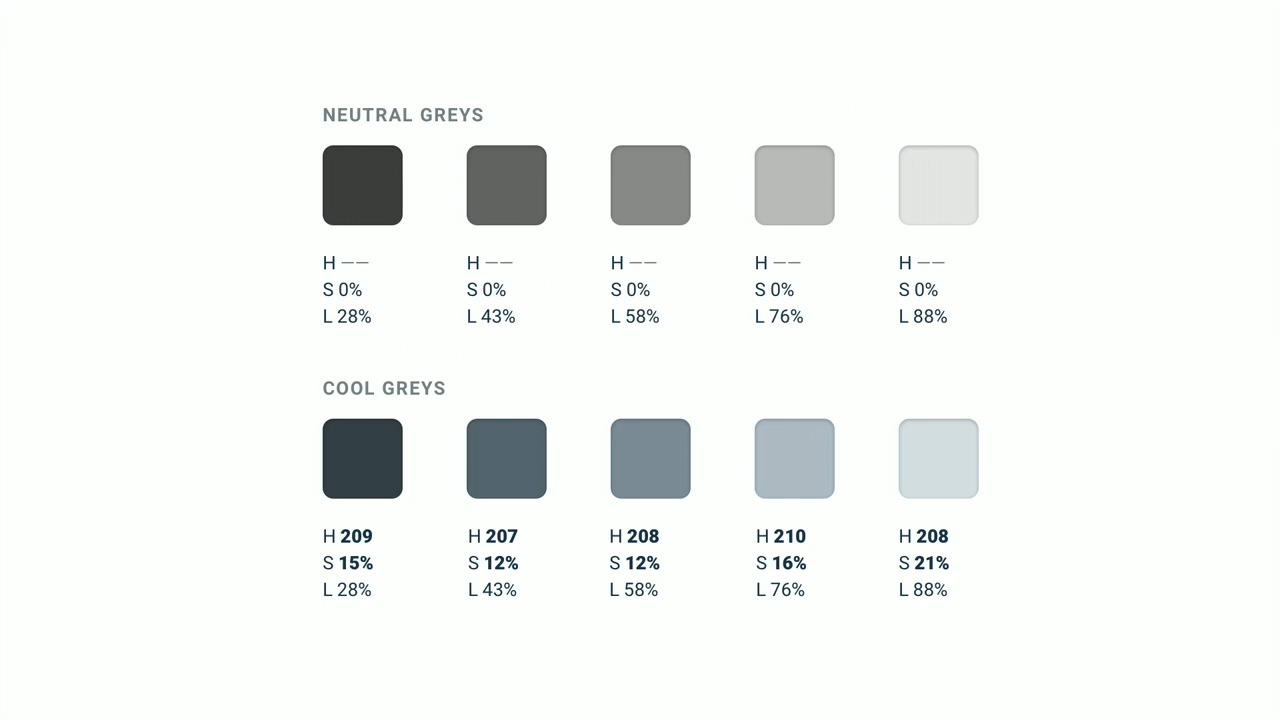 NEUTRAL GREYS
H —— H —— H —— H —— H ——
S 0% S 0% S 0% S 0% S 0%
L 28% L 43% L 58% L 76% L 88%
COOL GREYS
H 209 H 207 H 208 H 210 H 208
S 15% S 12% S 12% S 16% S 21%
L 28% L 43% L 58% L 76% L 88%